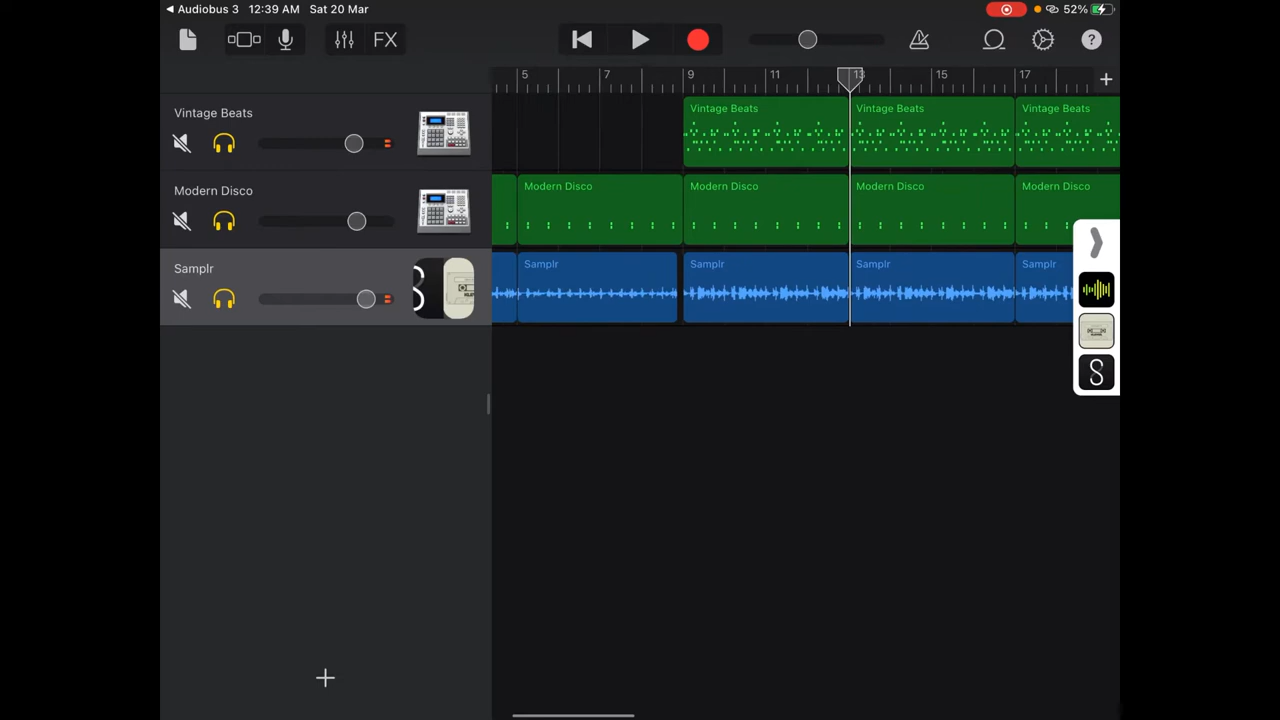 Audiobus 3 12:39 AM Sat 20 Mar 52%
FX ?
5 7 9 11 13 15 17
Vintage Beats Vintage Beats Vintage Beats Vintage Beats
Modern Disco Modern Disco Modern Disco Modern Disco Modern Disco
Samplr Samplr Samplr Samplr Samplr